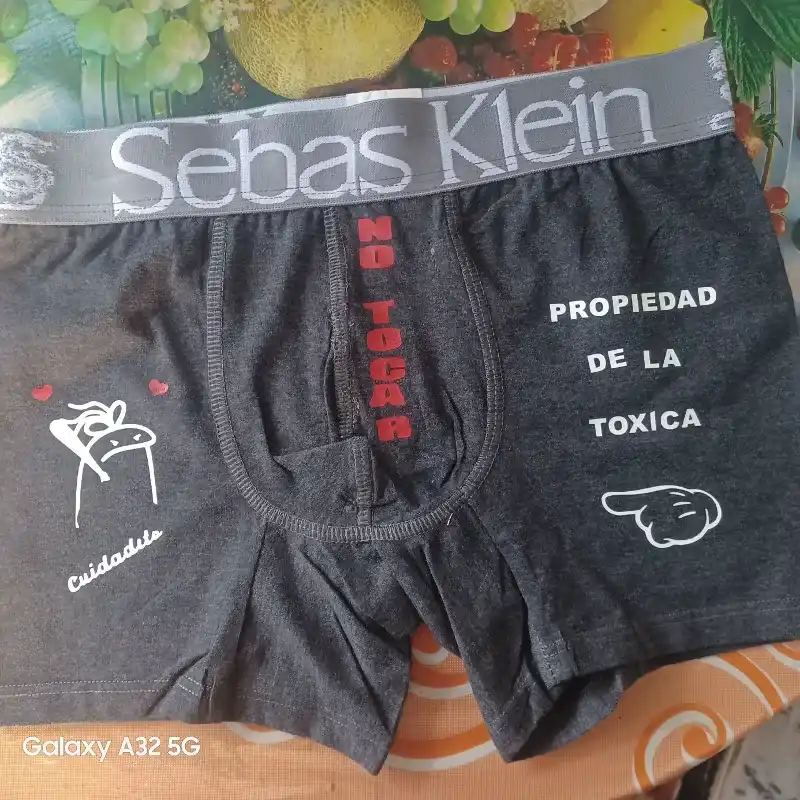 Sebas Klein
NO TOCAR
PROPIEDAD
DE LA
TOXICA
Cuidadito
Galaxy A32 5G